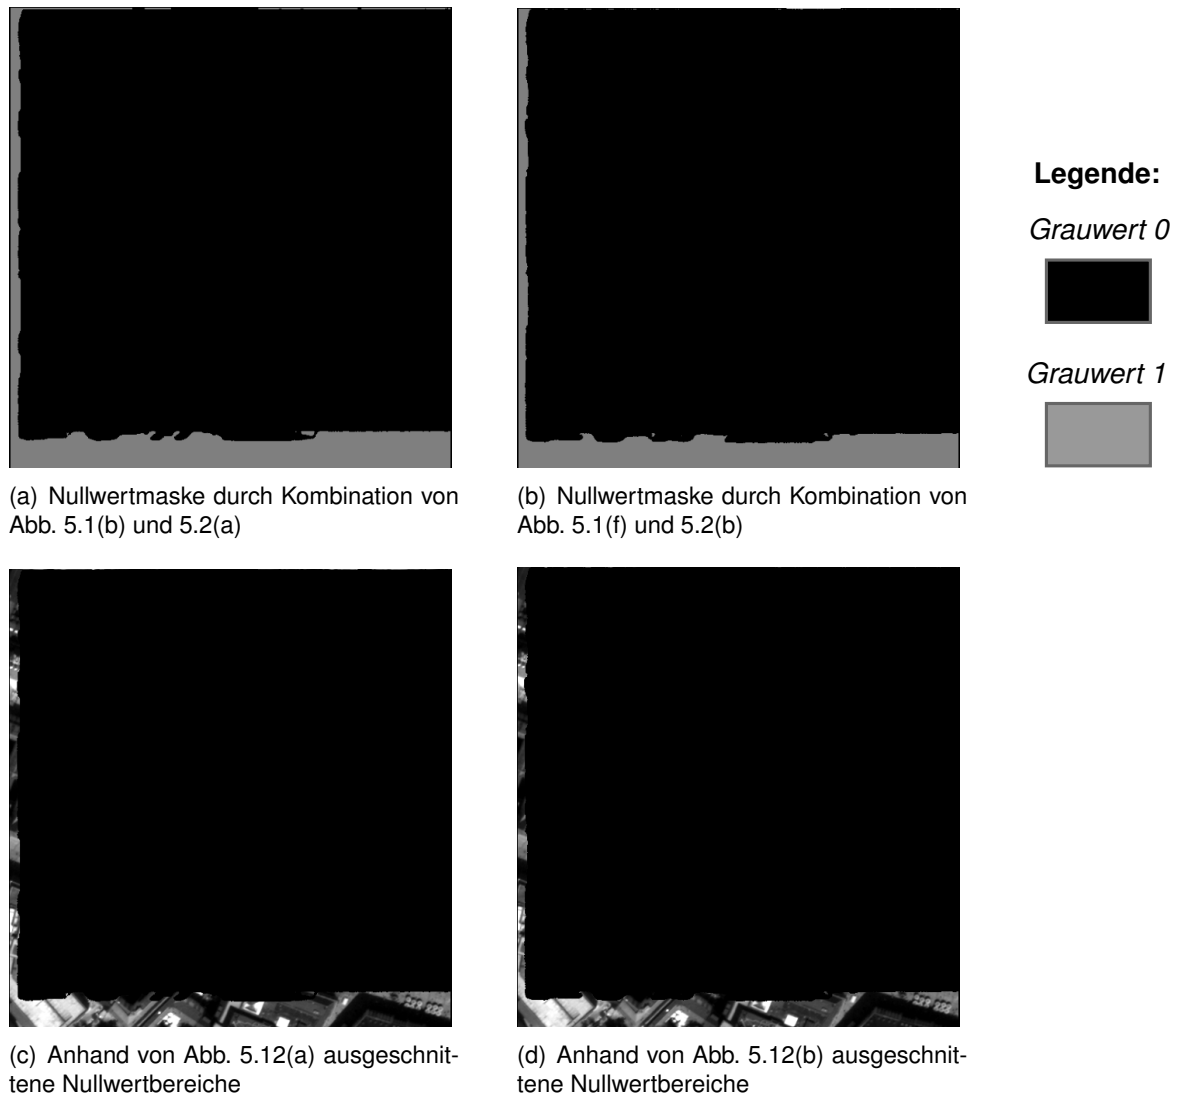 Legende:
Grauwert 0
Grauwert 1
(a) Nullwertmaske durch Kombination von
Abb. 5.1(b) und 5.2(a)
(b) Nullwertmaske durch Kombination von
Abb. 5.1(f) und 5.2(b)
(c) Anhand von Abb. 5.12(a) ausgeschnit-
tene Nullwertbereiche
(d) Anhand von Abb. 5.12(b) ausgeschnit-
tene Nullwertbereiche